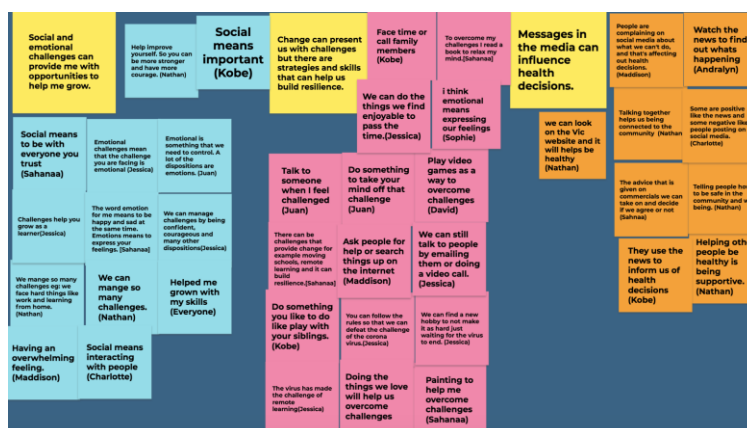 Social and
emotional challenges can
provide me with
opportunities to
help me grow.
Help improve
yourself. So you can
be more stronger
and have more
courage. (Nathan)
Social
means
important
(Kobe)
Social means to
be with
everyone you
trust
(Sahanaa)
Emotional
challenges mean
that the challenge
you are facing is
emotional (Jessica)
Emotional is
something that we
need to control. A
lot of the
dispositions are
emotions. (Juan)
Challenges help you
grow as a
learner(Jessica)
The word emotion
for me means to be
happy and sad at
the same time.
Emotions means to
express your
feelings. (Sahanaa)
We can manage
challenges by being
confident,
courageous and
many other
dispositions(Jessica)
We mange so many
challenges eg: we
face hard things like
work and learning
from home.
(Nathan)
We can
mange so
many
challenges.
(Nathan)
Helped me
grown with
my skills
(Everyone)
Having an
overwhelming
feeling.
(Maddison)
Social means
interacting
with people
(Charlotte)
Change can present
us with challenges
but there are
strategies and skills
that can help us
build resilience.
Face time or
call family
members
(Kobe)
To overcome my
challenges I read a
book to relax my
mind.(Sahanaa)
We can do the
things we find
enjoyable to
pass the
time.(Jessica)
i think
emotional
means
expressing
our feelings
(Sophie)
Talk to
someone
when I feel
challenged
(Juan)
Do something
to take your
mind off that
challenge
(Juan)
Play video
games as a
way to
overcome
challenges
(David)
There can be
challenges that
provide change for
example moving
schools, remote
learning and it can
build
resilience.(Sahanaa)
Ask people for
help or search
things up on
the internet
(Maddison)
We can still
talk to people
by emailing
them or doing
a video call.
(Jessica)
Do something
you like to do
like play with
your siblings.
(Kobe)
You can follow the
rules so that we can
defeat the challenge
of the corona
virus.(Jessica)
We can find a new
hobby to not make
it as hard just
waiting for the virus
to end. (Jessica)
The virus has made
the challenge of
remote
learning(Jessica)
Doing the
things we love
will help us
overcome
challenges
Painting to
help me
overcome
challenges
(Sahanaa)
Messages in
the media can
influence
health
decisions.
we can look
on the Vic
website and it
will helps be
healthy
(Nathan)
People are
complaining on
social media about
what we can't do,
and that's affecting
out health decisions.
(Maddison)
Watch the
news to find
out whats
happening
(Andralyn)
Talking together
helps us being
connected to the
community (Nathan
Some are positive
like the news and
some negative like
people posting on
social media.
(Charlotte)
The advice that is
given on
commercials we
can take on and
decide if we agree
or not (Sahnaa)
Telling people
to be safe in the
community and
being. (Nathan)
They use the
news to
inform us of
health
decisions
(Kobe)
Helping
people be
healthy is
being
supportive.
(Nathan)